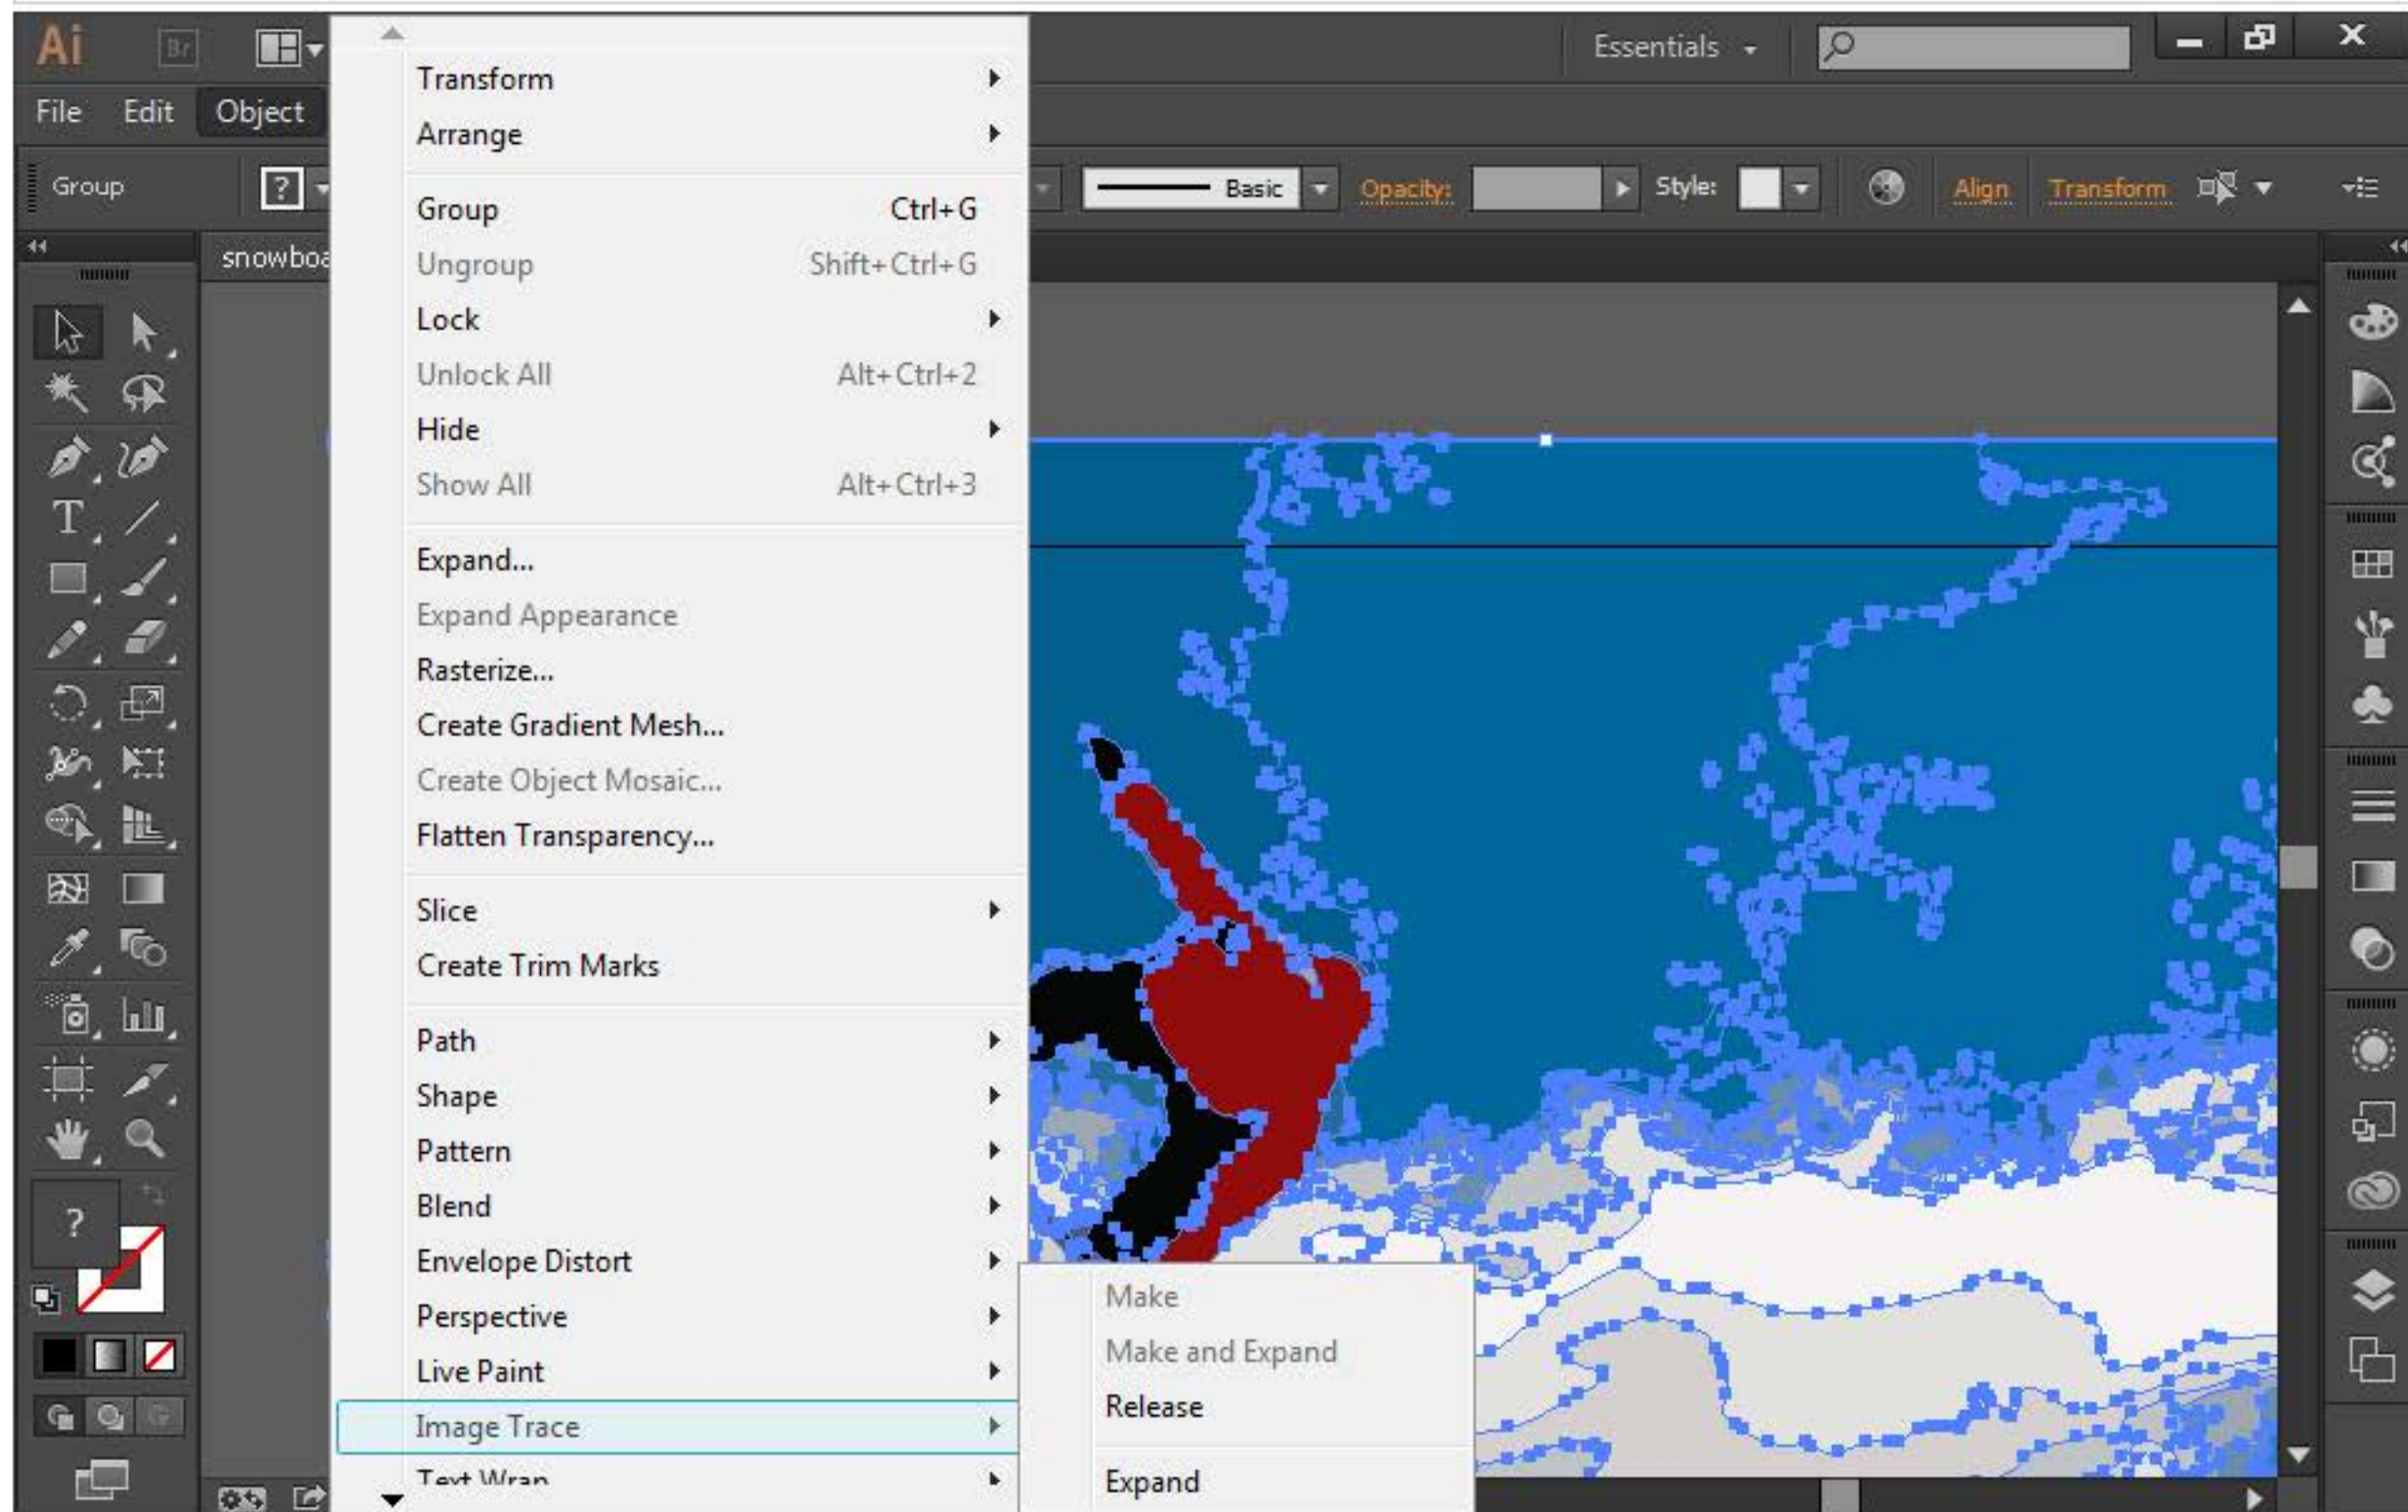 Ai Br Essentials
File Edit Object
Group ? Basic Opacity: Style: Align Transform
snowboa
Transform
Arrange
Group Ctrl+G
Ungroup Shift+Ctrl+G
Lock
Unlock All Alt+Ctrl+2
Hide
Show All Alt+Ctrl+3
Expand...
Expand Appearance
Rasterize...
Create Gradient Mesh...
Create Object Mosaic...
Flatten Transparency...
Slice
Create Trim Marks
Path
Shape
Pattern
Blend
Envelope Distort
Perspective
Live Paint
Image Trace
Text Wrap
Make
Make and Expand
Release
Expand
T
?